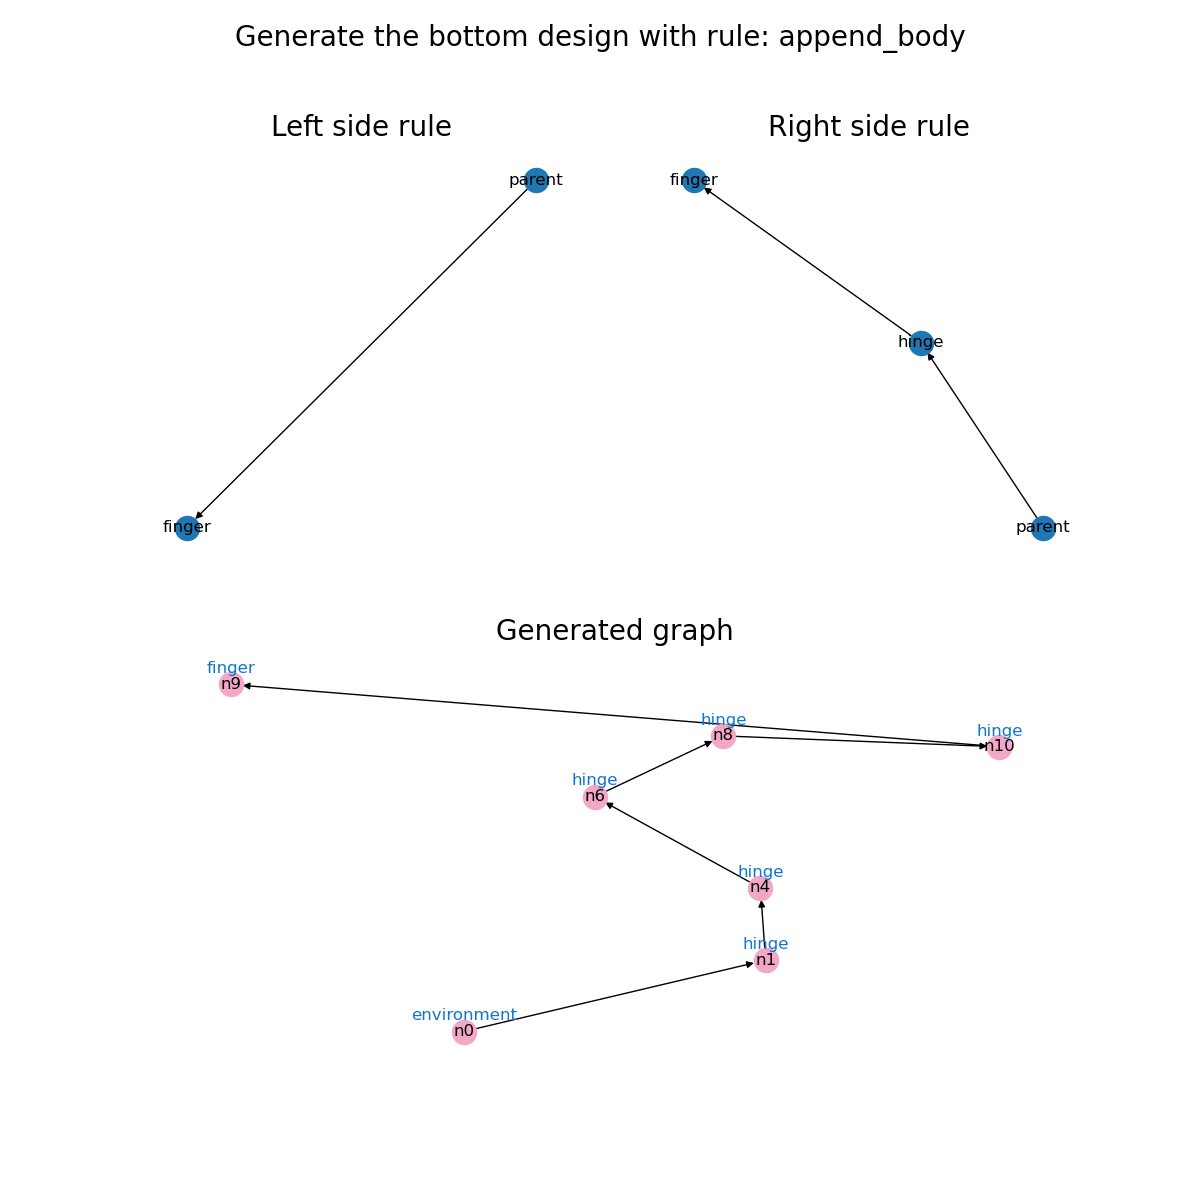 Generate the bottom design with rule: append_body
Left side rule
Right side rule
parent
finger
hinge
finger
parent
Generated graph
finger
n9
hinge
n8
hinge
n10
hinge
n6
hinge
n4
hinge
n1
environment
n0